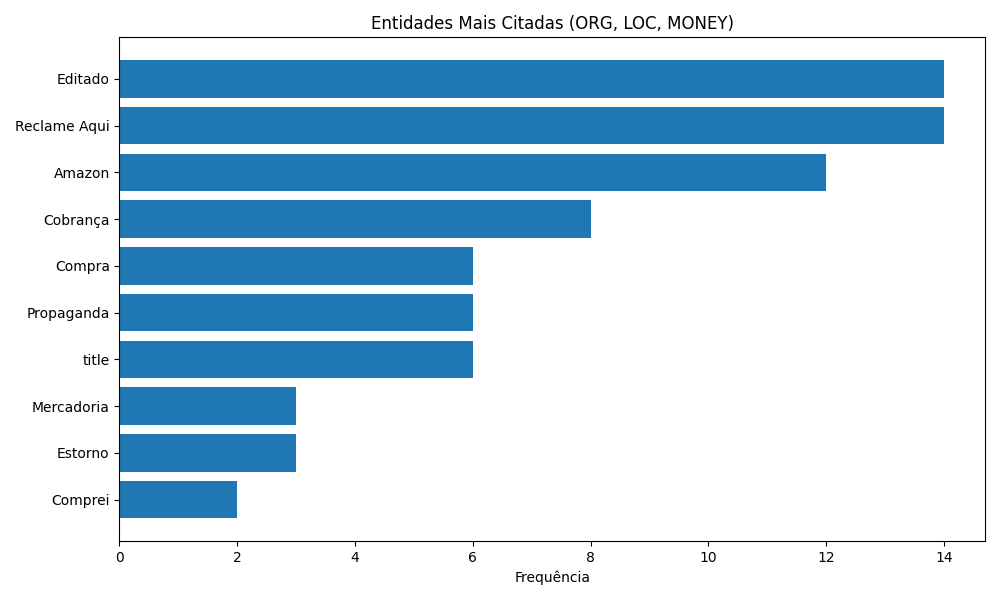 Entidades Mais Citadas (ORG, LOC, MONEY)
Editado
Reclame Aqui
Amazon
Cobrança
Compra
Propaganda
title
Mercadoria
Estorno
Comprei
0 2 4 6 8 10 12 14
Frequência